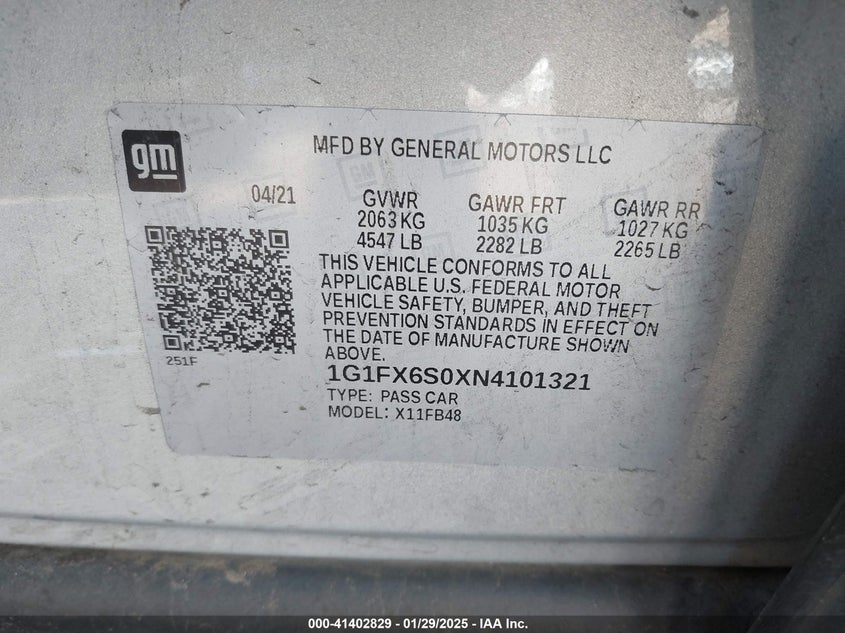 gm
MFD BY GENERAL MOTORS LLC
04/21
GVWR GAWR FRT GAWR RR
2063 KG 1035 KG 1027 KG
4547 LB 2282 LB 2265 LB
THIS VEHICLE CONFORMS TO ALL
APPLICABLE U.S. FEDERAL MOTOR
VEHICLE SAFETY, BUMPER, AND THEFT
PREVENTION STANDARDS IN EFFECT ON
THE DATE OF MANUFACTURE SHOWN
ABOVE.
251F
1G1FX6S0XN4101321
TYPE: PASS CAR
MODEL: X11FB48
000-41402829 - 01/29/2025 - IAA Inc.